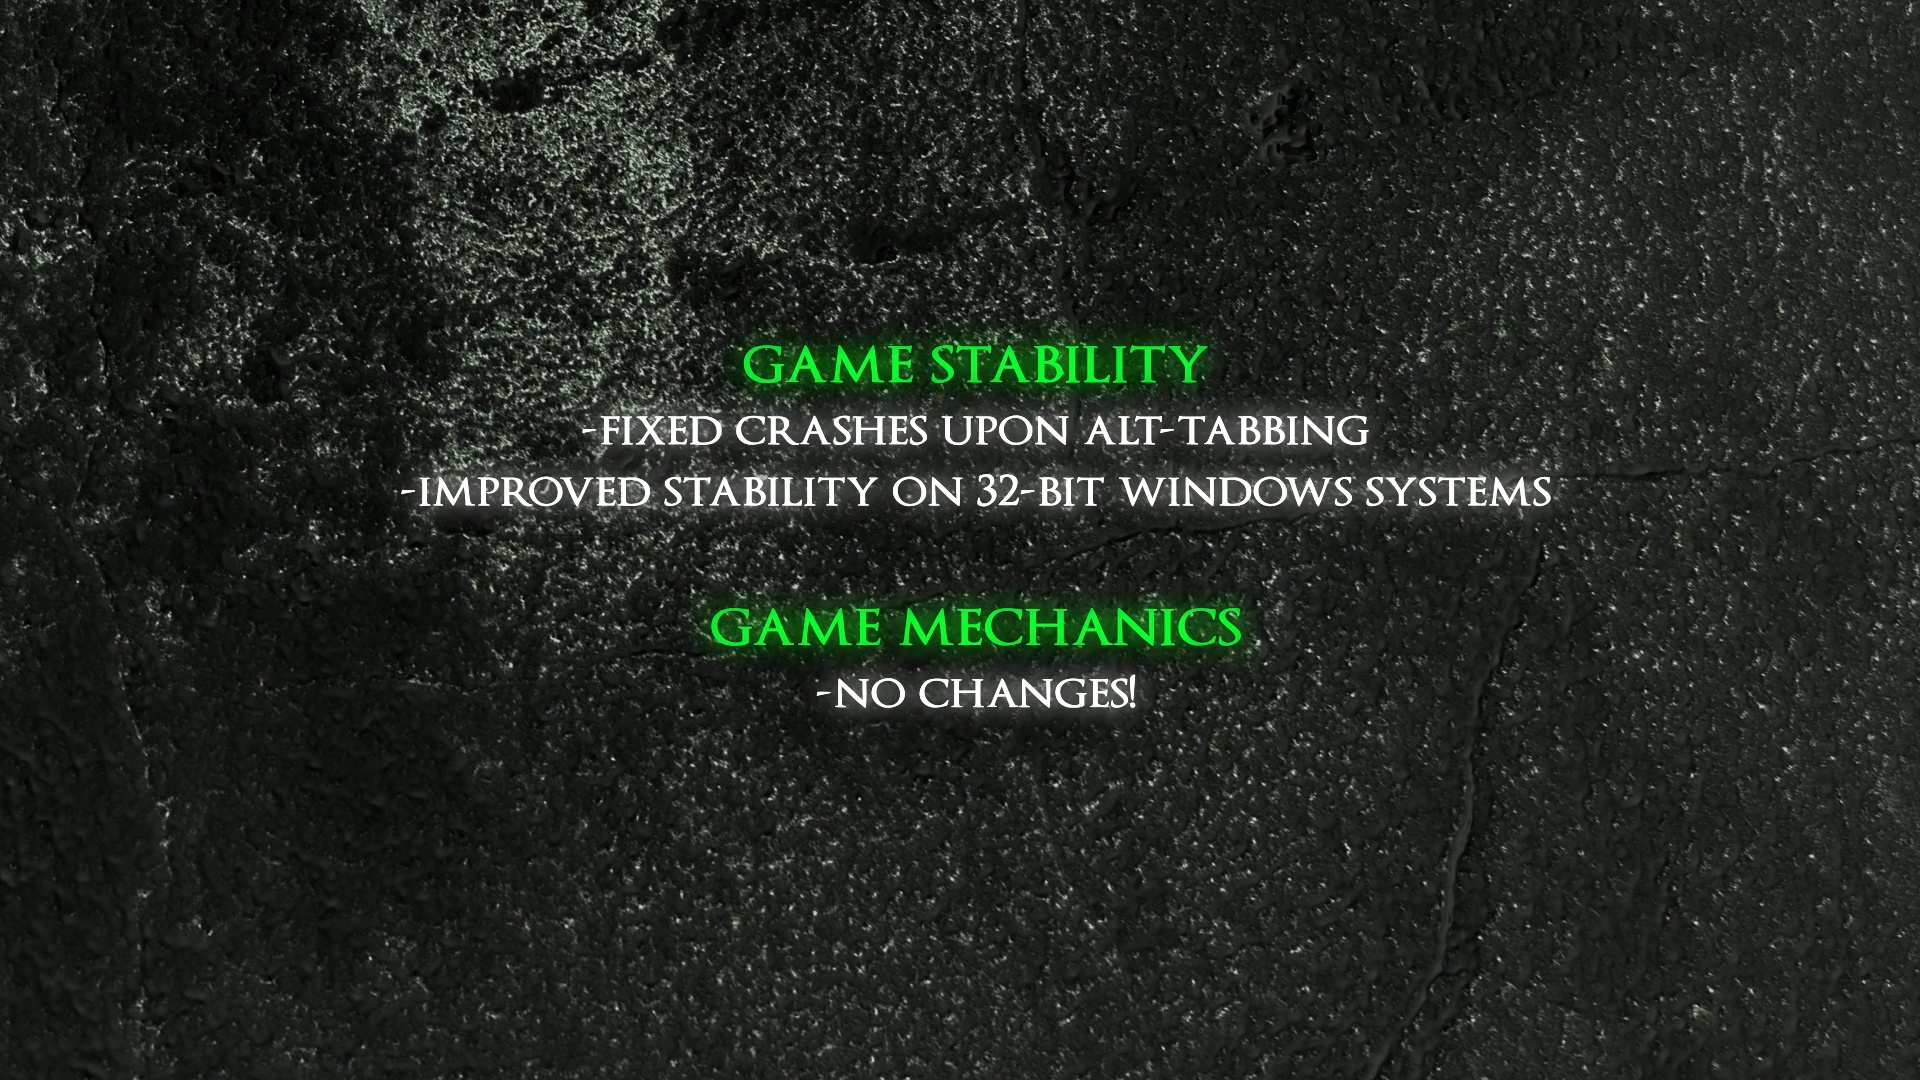 GAME STABILITY
-FIXED CRASHES UPON ALT-TABBING
-IMPROVED STABILITY ON 32-BIT WINDOWS SYSTEMS
GAME MECHANICS
-NO CHANGES!